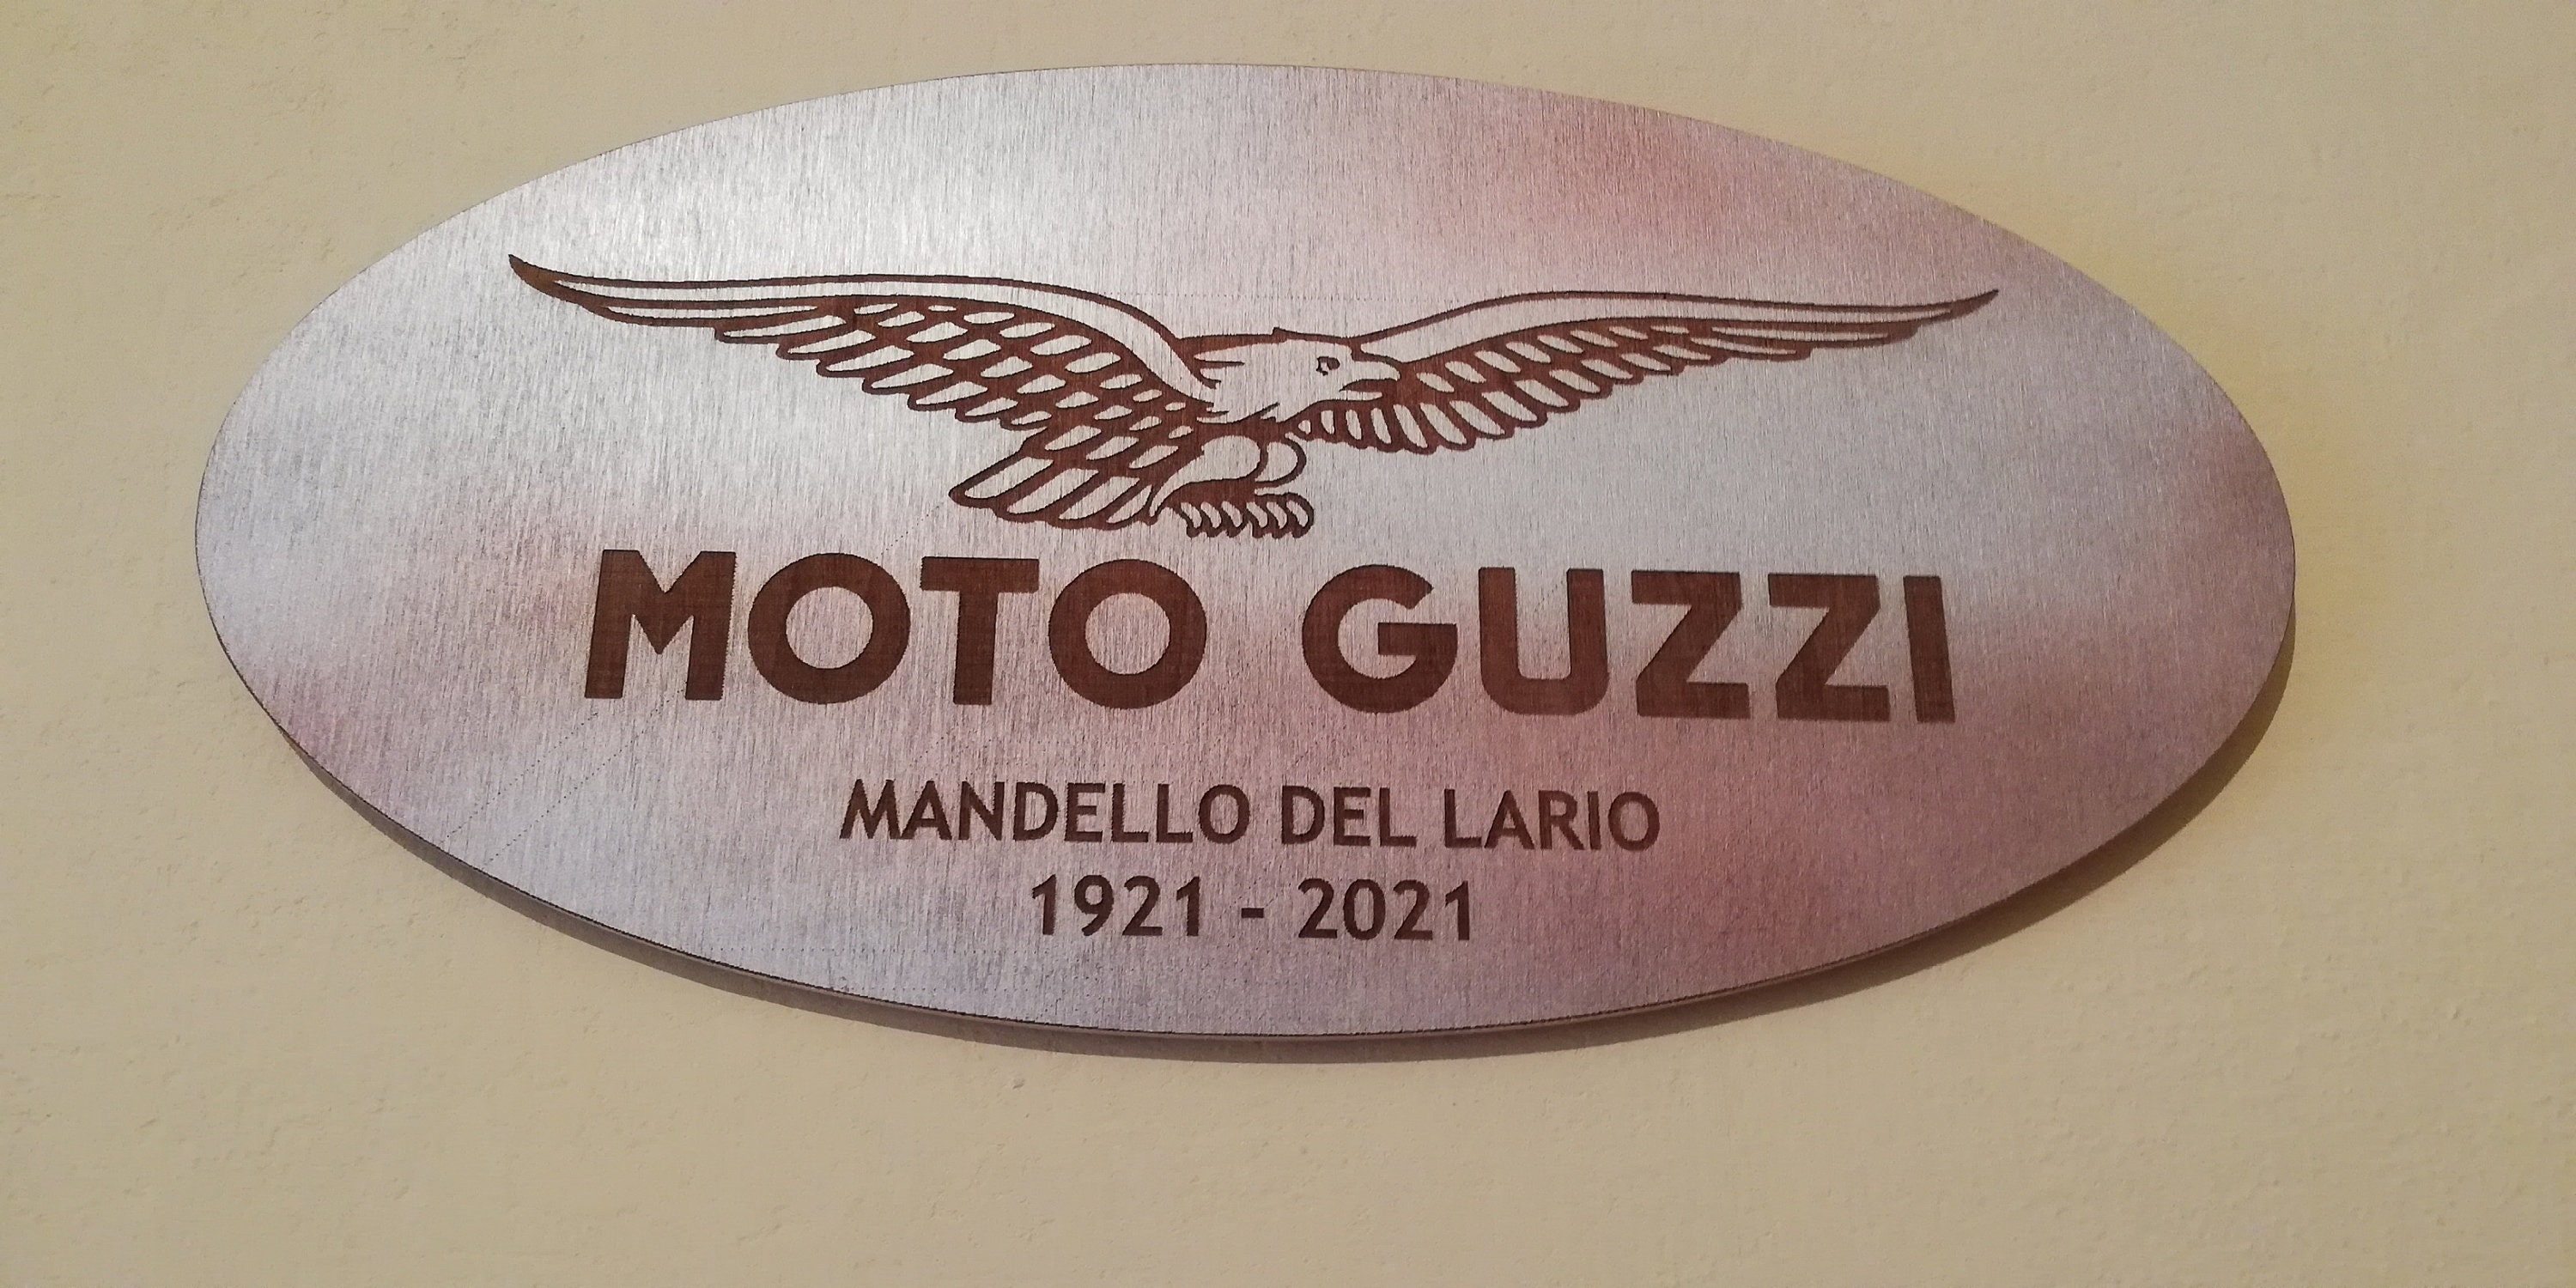 MOTO GUZZI
MANDELLO DEL LARIO
1921 - 2021